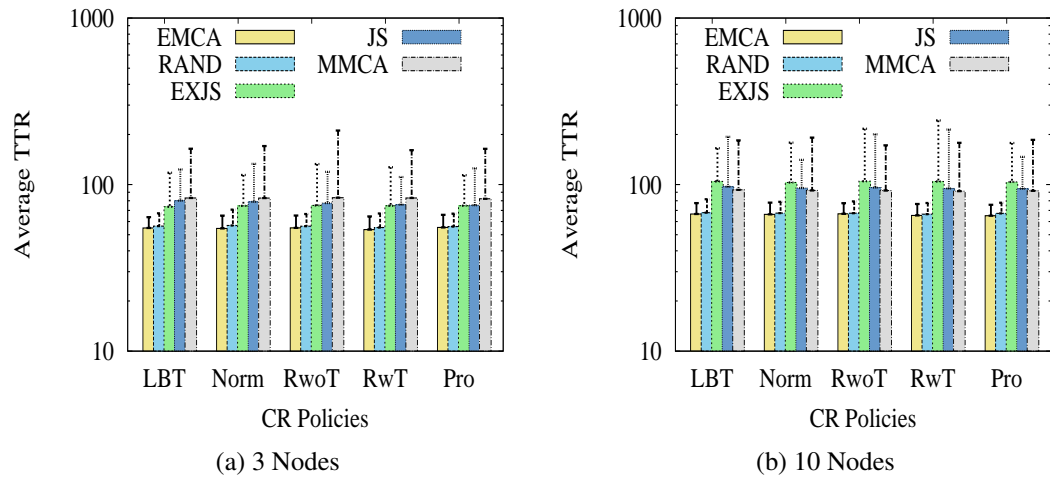 1000
100
10
Average TTR
EMCA
RAND
EXJS
JS
MMCA
LBT Norm RwoT RwT Pro
CR Policies
(a) 3 Nodes
1000
100
10
Average TTR
EMCA
RAND
EXJS
JS
MMCA
LBT Norm RwoT RwT Pro
CR Policies
(b) 10 Nodes